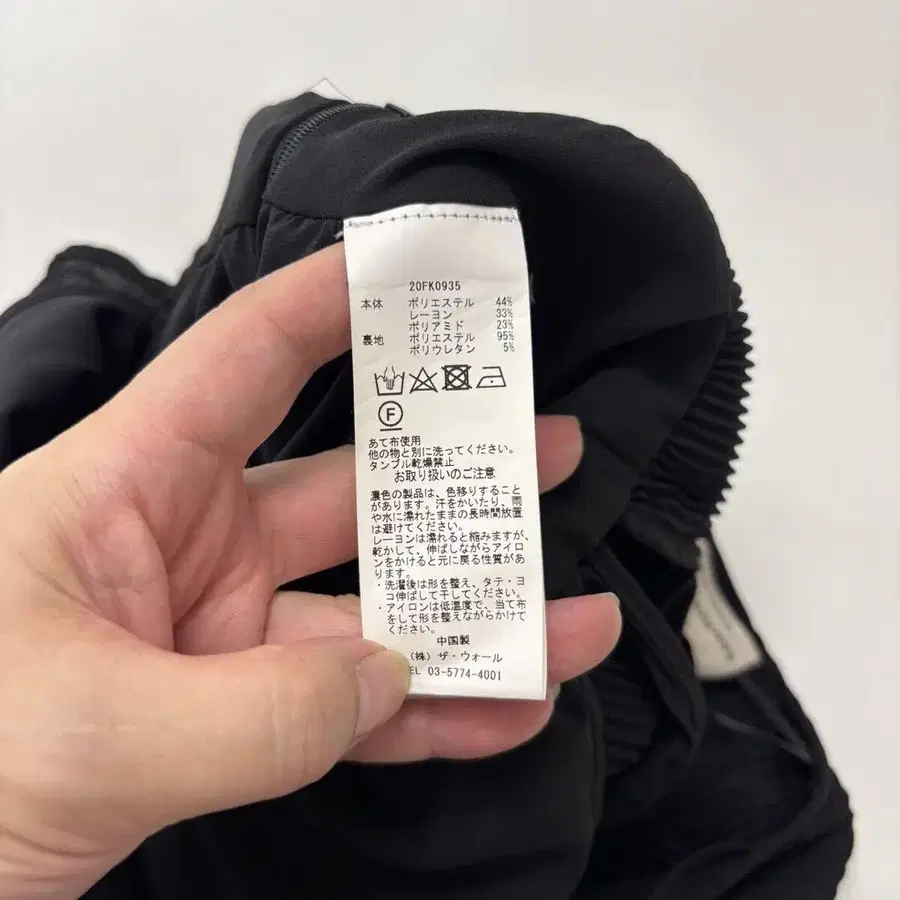 20FK0935
本体 ポリエステル 44%
レーヨン 33%
ポリアミド 23%
裏地 ポリエステル 95%
ポリウレタン 5%
F
あて布使用
他の物と別に洗ってください。
タンブル乾燥禁止
お取り扱いのご注意
濃色の製品は、色移りすること
があります。汗をかいたり、雨
や水に濡れたままの長時間放置
は避けてください。
レーヨンは濡れると縮みますが、
乾かして、伸ばしながらアイロ
ンをかけると元に戻る性質があ
ります。
・洗濯後は形を整え、タテ・ヨ
コ伸ばして干してください。
・アイロンは低温度で、当て布
をして形を整えながらかけて
ください。
中国製
(株) ザ・ウォール
EL 03-5774-4001